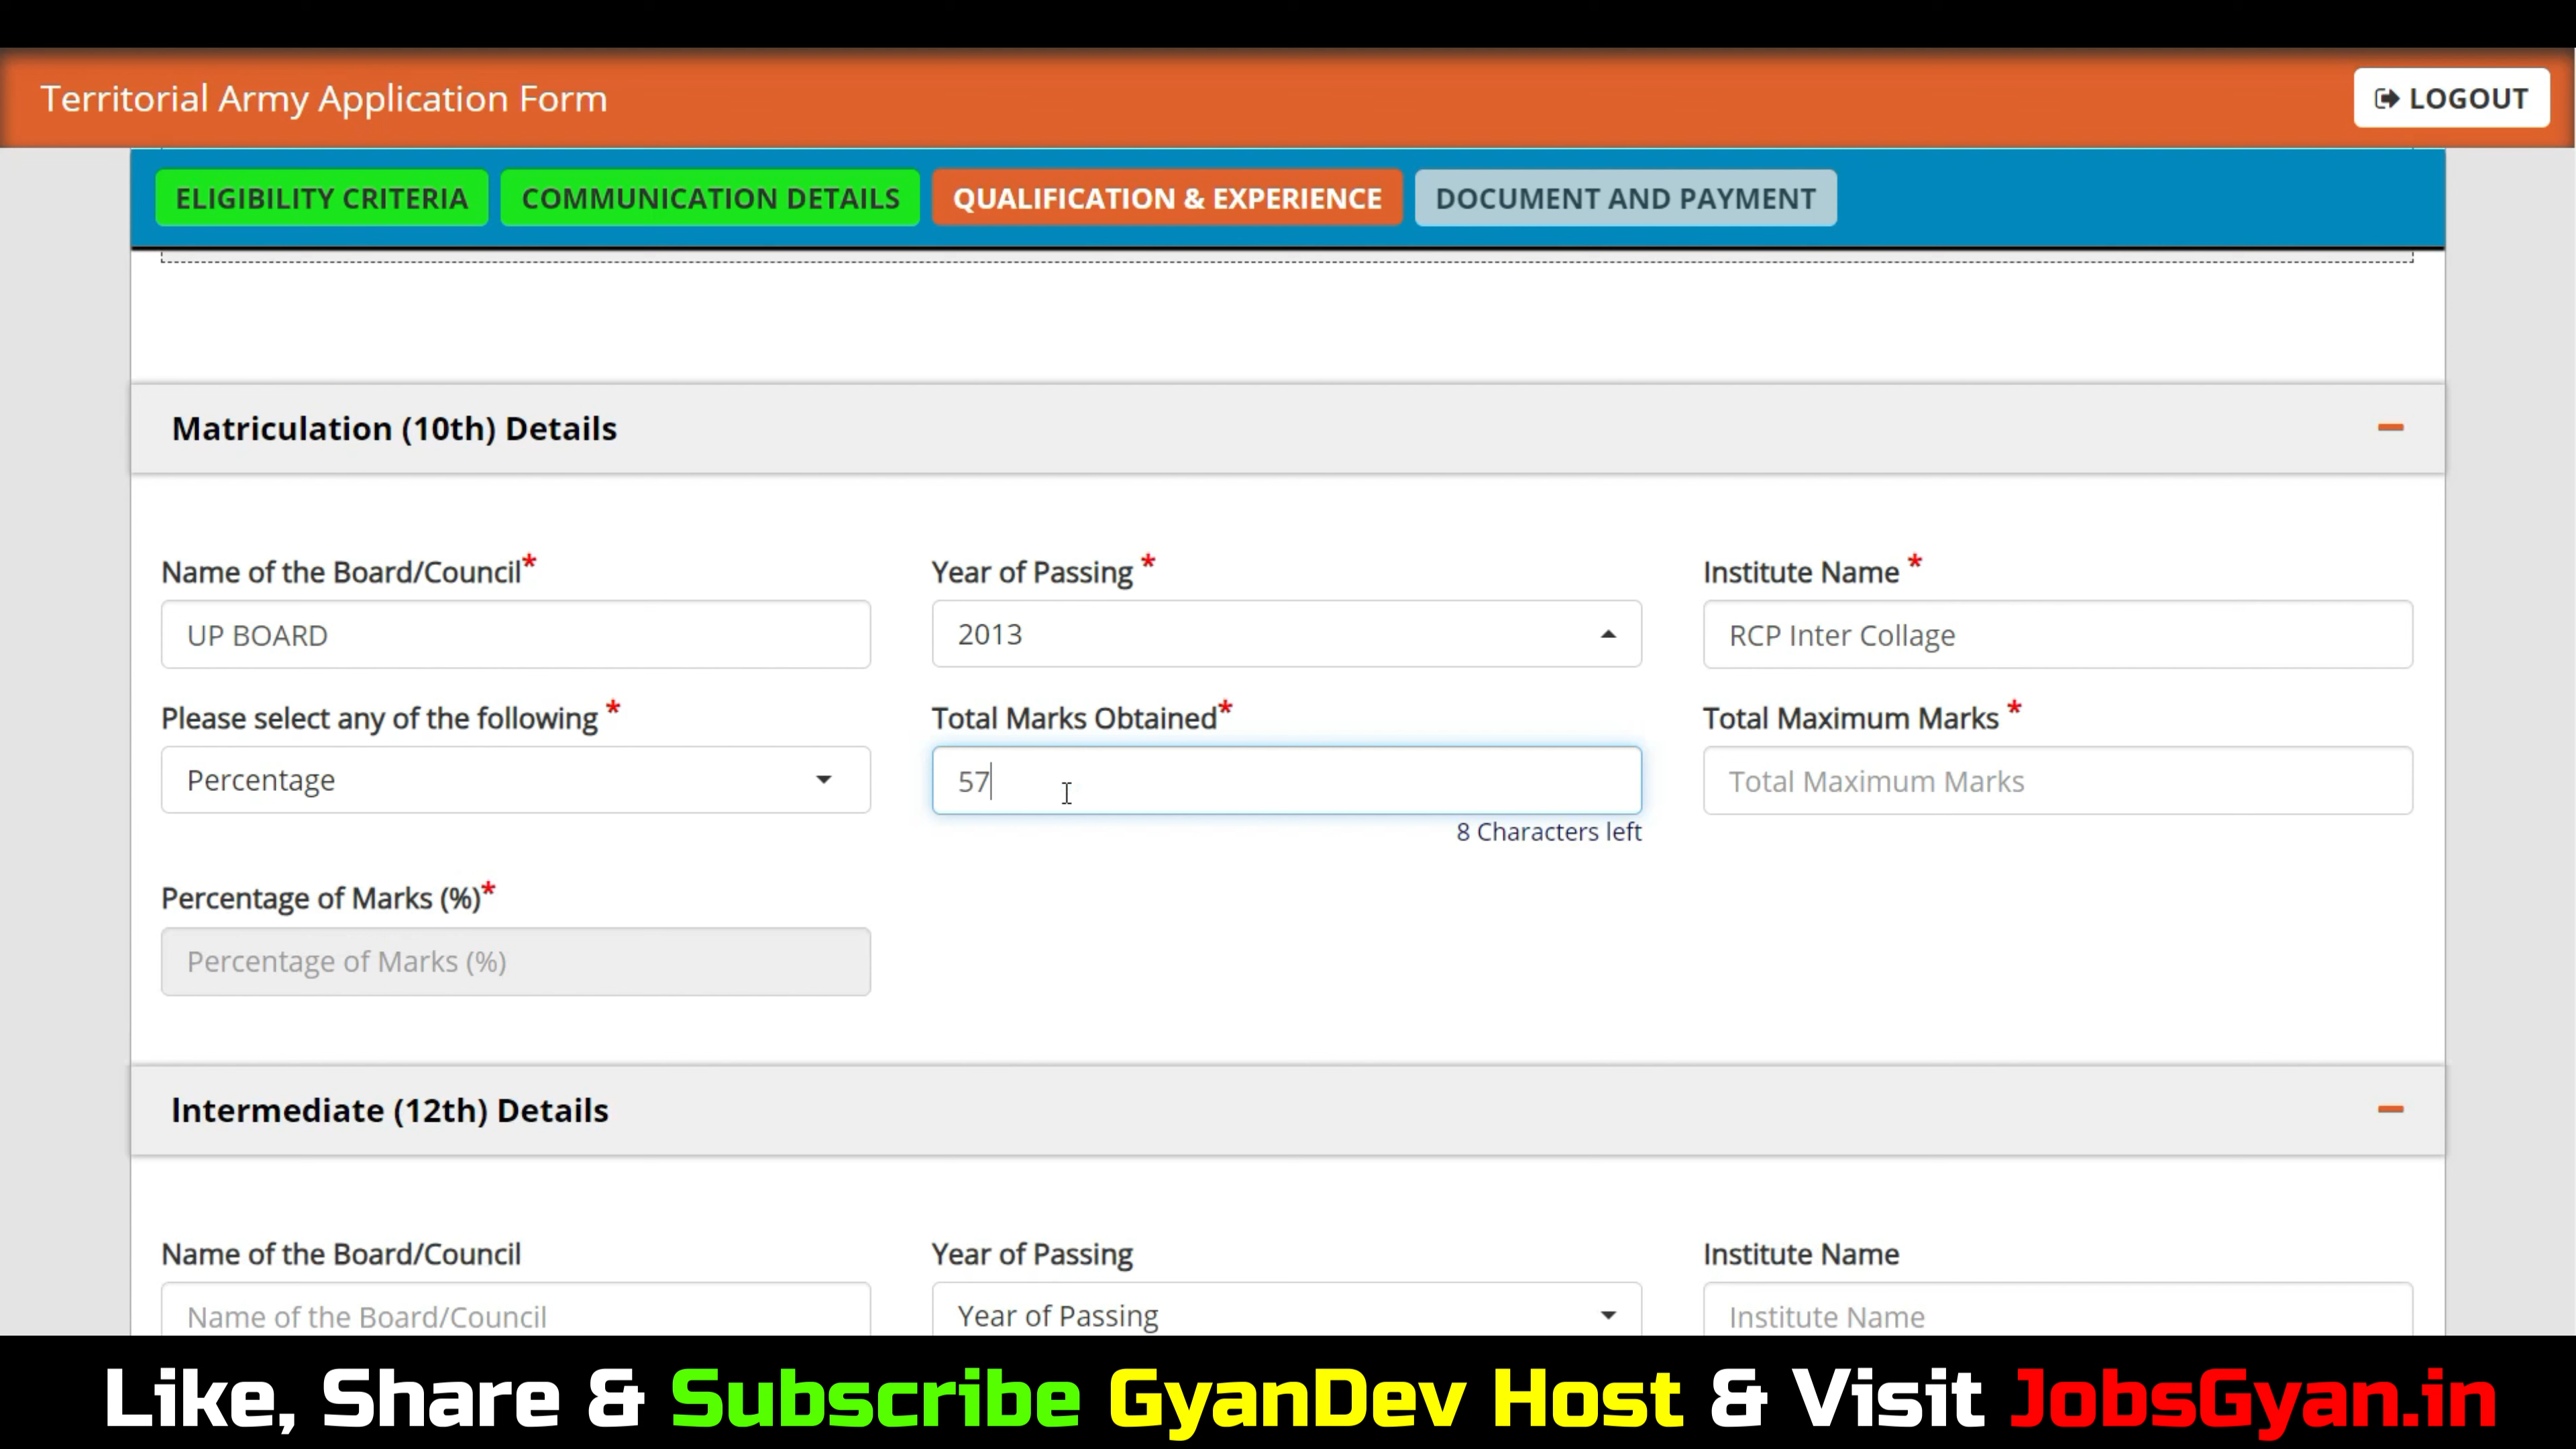 Territorial Army Application Form
LOGOUT
ELIGIBILITY CRITERIA COMMUNICATION DETAILS QUALIFICATION & EXPERIENCE DOCUMENT AND PAYMENT
Matriculation (10th) Details
Name of the Board/Council* Year of Passing * Institute Name *
UP BOARD 2013 RCP Inter Collage
Please select any of the following * Total Marks Obtained* Total Maximum Marks *
Percentage 57 Total Maximum Marks
8 Characters left
Percentage of Marks (%)*
Percentage of Marks (%)
Intermediate (12th) Details
Name of the Board/Council Year of Passing Institute Name
Name of the Board/Council Year of Passing Institute Name
Like, Share & Subscribe GyanDev Host & Visit JobsGyan.in